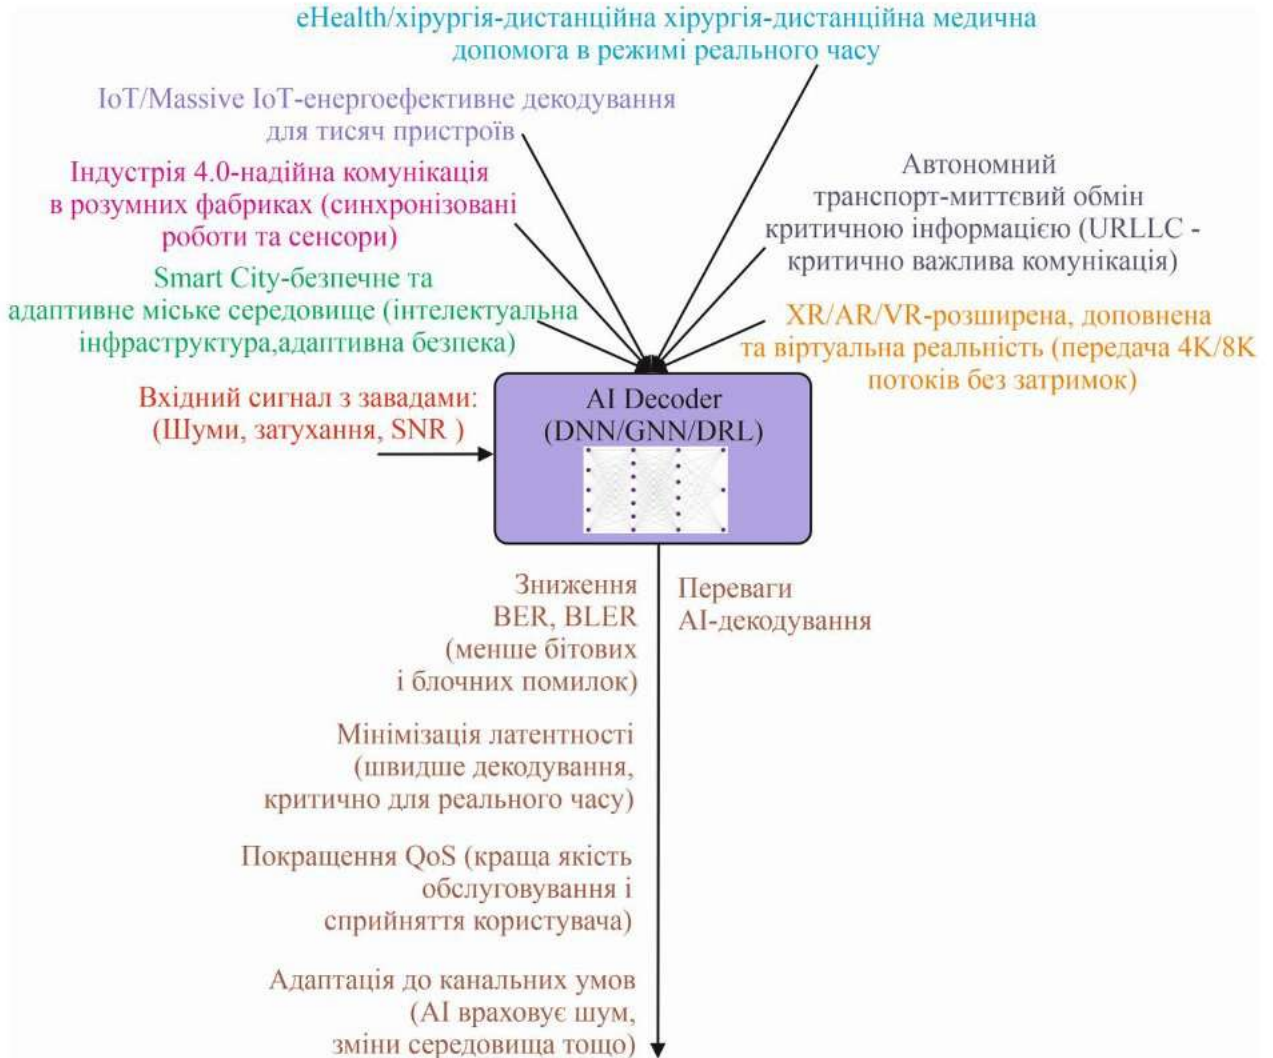 eHealth/хірургія-дистанційна хірургія-дистанційна медична
допомога в режимі реального часу
IoT/Massive IoT-енергоефективне декодування
для тисяч пристроїв
Індустрія 4.0-надійна комунікація
в розумних фабриках (синхронізовані
роботи та сенсори)
Smart City-безпечне та
адаптивне міське середовище (інтелектуальна
інфраструктура,адаптивна безпека)
Автономний
транспорт-миттєвий обмін
критичною інформацією (URLLC -
критично важлива комунікація)
XR/AR/VR-розширена, доповнена
та віртуальна реальність (передача 4K/8K
потоків без затримок)
Вхідний сигнал з завадами:
(Шуми, затухання, SNR )
AI Decoder
(DNN/GNN/DRL)
Зниження
BER, BLER
(менше бітових
і блочних помилок)
Переваги
AI-декодування
Мінімізація латентності
(швидше декодування,
критично для реального часу)
Покращення QoS (краща якість
обслуговування і
сприйняття користувача)
Адаптація до канальних умов
(AI враховує шум,
зміни середовища тощо)